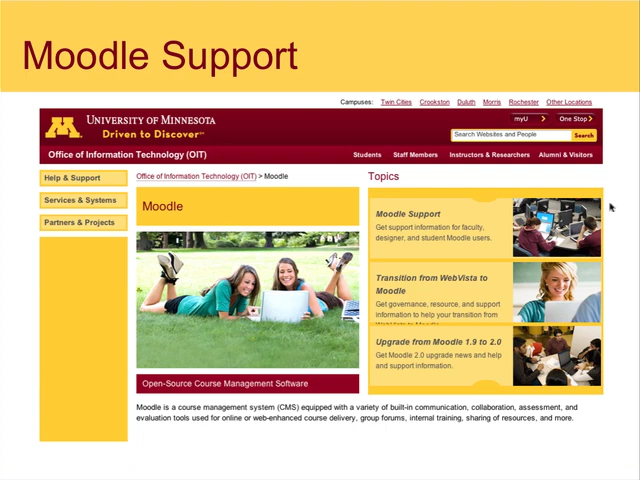 Moodle Support
Campuses: Twin Cities Crookston Duluth Morris Rochester Other Locations
M
UNIVERSITY OF MINNESOTA
Driven to Discover
myU > One Stop >
Search Websites and People Search
Office of Information Technology (OIT) Students Staff Members Instructors & Researchers Alumni & Visitors
Help & Support
Services & Systems
Partners & Projects
Office of Information Technology (OIT) > Moodle
Moodle
Open-Source Course Management Software
Topics
Moodle Support
Get support information for faculty,
designer, and student Moodle users.
Transition from WebVista to
Moodle
Get governance, resource, and support
information to help your transition from
WebVista to Moodle
Upgrade from Moodle 1.9 to 2.0
Get Moodle 2.0 upgrade news and help
and support information.
Moodle is a course management system (CMS) equipped with a variety of built-in communication, collaboration, assessment, and
evaluation tools used for online or web-enhanced course delivery, group forums, internal training, sharing of resources, and more.